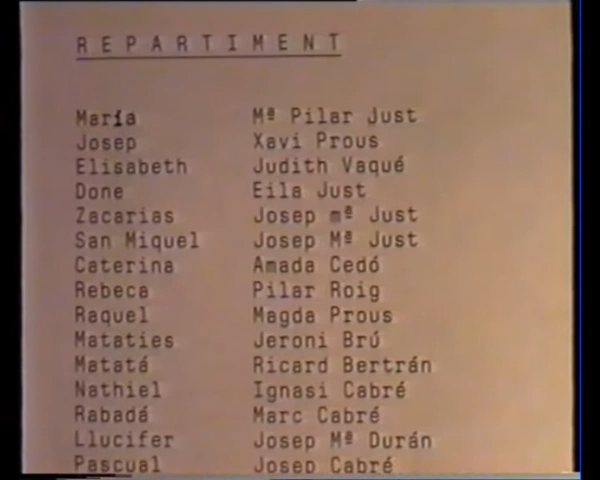 REPARTIMENT
María Mª Pilar Just
Josep Xavi Prous
Elisabeth Judith Vaqué
Done Eila Just
Zacarias Josep mª Just
San Miquel Josep Mª Just
Caterina Amada Cedó
Rebeca Pilar Roig
Raquel Magda Prous
Mataties Jeroni Brú
Matatá Ricard Bertrán
Nathiel Ignasi Cabré
Rabadá Marc Cabré
Llucifer Josep Mª Durán
Pascual Josep Cabré